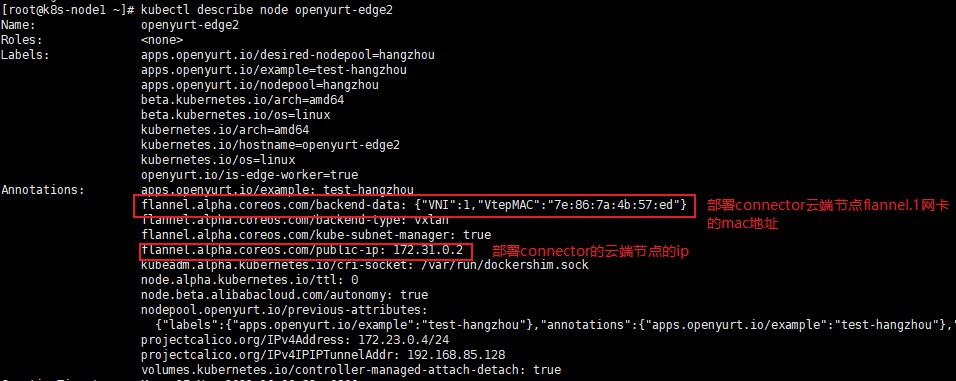 [root@k8s-node1 ~]# kubectl describe node openyurt-edge2
Name: openyurt-edge2
Roles: <none>
Labels: apps.openyurt.io/desired-nodepool=hangzhou
apps.openyurt.io/example=test-hangzhou
apps.openyurt.io/nodepool=hangzhou
beta.kubernetes.io/arch=amd64
beta.kubernetes.io/os=linux
kubernetes.io/arch=amd64
kubernetes.io/hostname=openyurt-edge2
kubernetes.io/os=linux
openyurt.io/is-edge-worker=true
Annotations: apps.openyurt.io/example: test-hangzhou
flannel.alpha.coreos.com/backend-data: {"VNI":1,"VtepMAC":"7e:86:7a:4b:57:ed"} 部署connector云端节点flannel.1网卡
的mac地址
flannel.alpha.coreos.com/backend-type: vxlan
flannel.alpha.coreos.com/kube-subnet-manager: true
flannel.alpha.coreos.com/public-ip: 172.31.0.2 部署connector的云端节点的ip
kubeadm.alpha.kubernetes.io/cri-socket: /var/run/dockershim.sock
node.alpha.kubernetes.io/ttl: 0
node.beta.alibabacloud.com/autonomy: true
nodepool.openyurt.io/previous-attributes:
{"labels":{"apps.openyurt.io/example":"test-hangzhou"},"annotations":{"apps.openyurt.io/example":"test-hangzhou"},"
projectcalico.org/IPv4Address: 172.23.0.4/24
projectcalico.org/IPv4IPIPTunnelAddr: 192.168.85.128
volumes.kubernetes.io/controller-managed-attach-detach: true